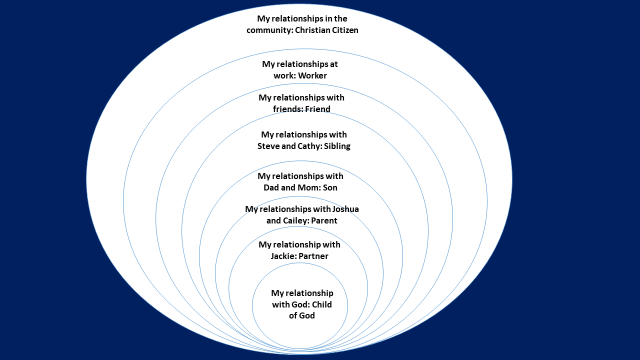 My relationships in the
community: Christian Citizen
My relationships at
work: Worker
My relationships with
friends: Friend
My relationships with
Steve and Cathy: Sibling
My relationships with
Dad and Mom: Son
My relationships with Joshua
and Cailey: Parent
My relationship with
Jackie: Partner
My relationship
with God: Child
of God